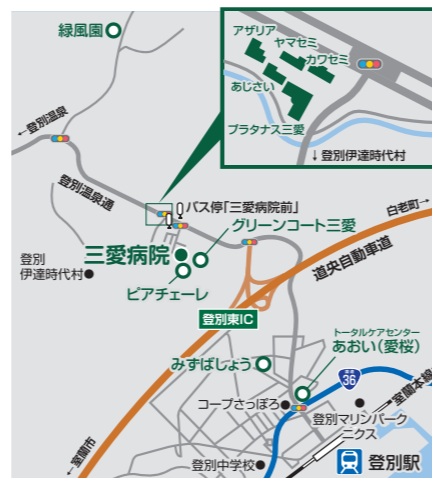 緑風園
アザリア
ヤマセミ
カワセミ
あじさい
プラタナス三愛
↓登別伊達時代村
←登別温泉
登別温泉通
バス停「三愛病院前」
グリーンコート三愛
白老町→
三愛病院
道央自動車道
登別
伊達時代村
ピアチェーレ
登別東IC
トータルケアセンター
あおい(愛桜)
みずばしょう
国道
36
室蘭本線
コープさっぽろ
登別マリンパーク
ニクス
←室蘭市
登別中学校
登別駅